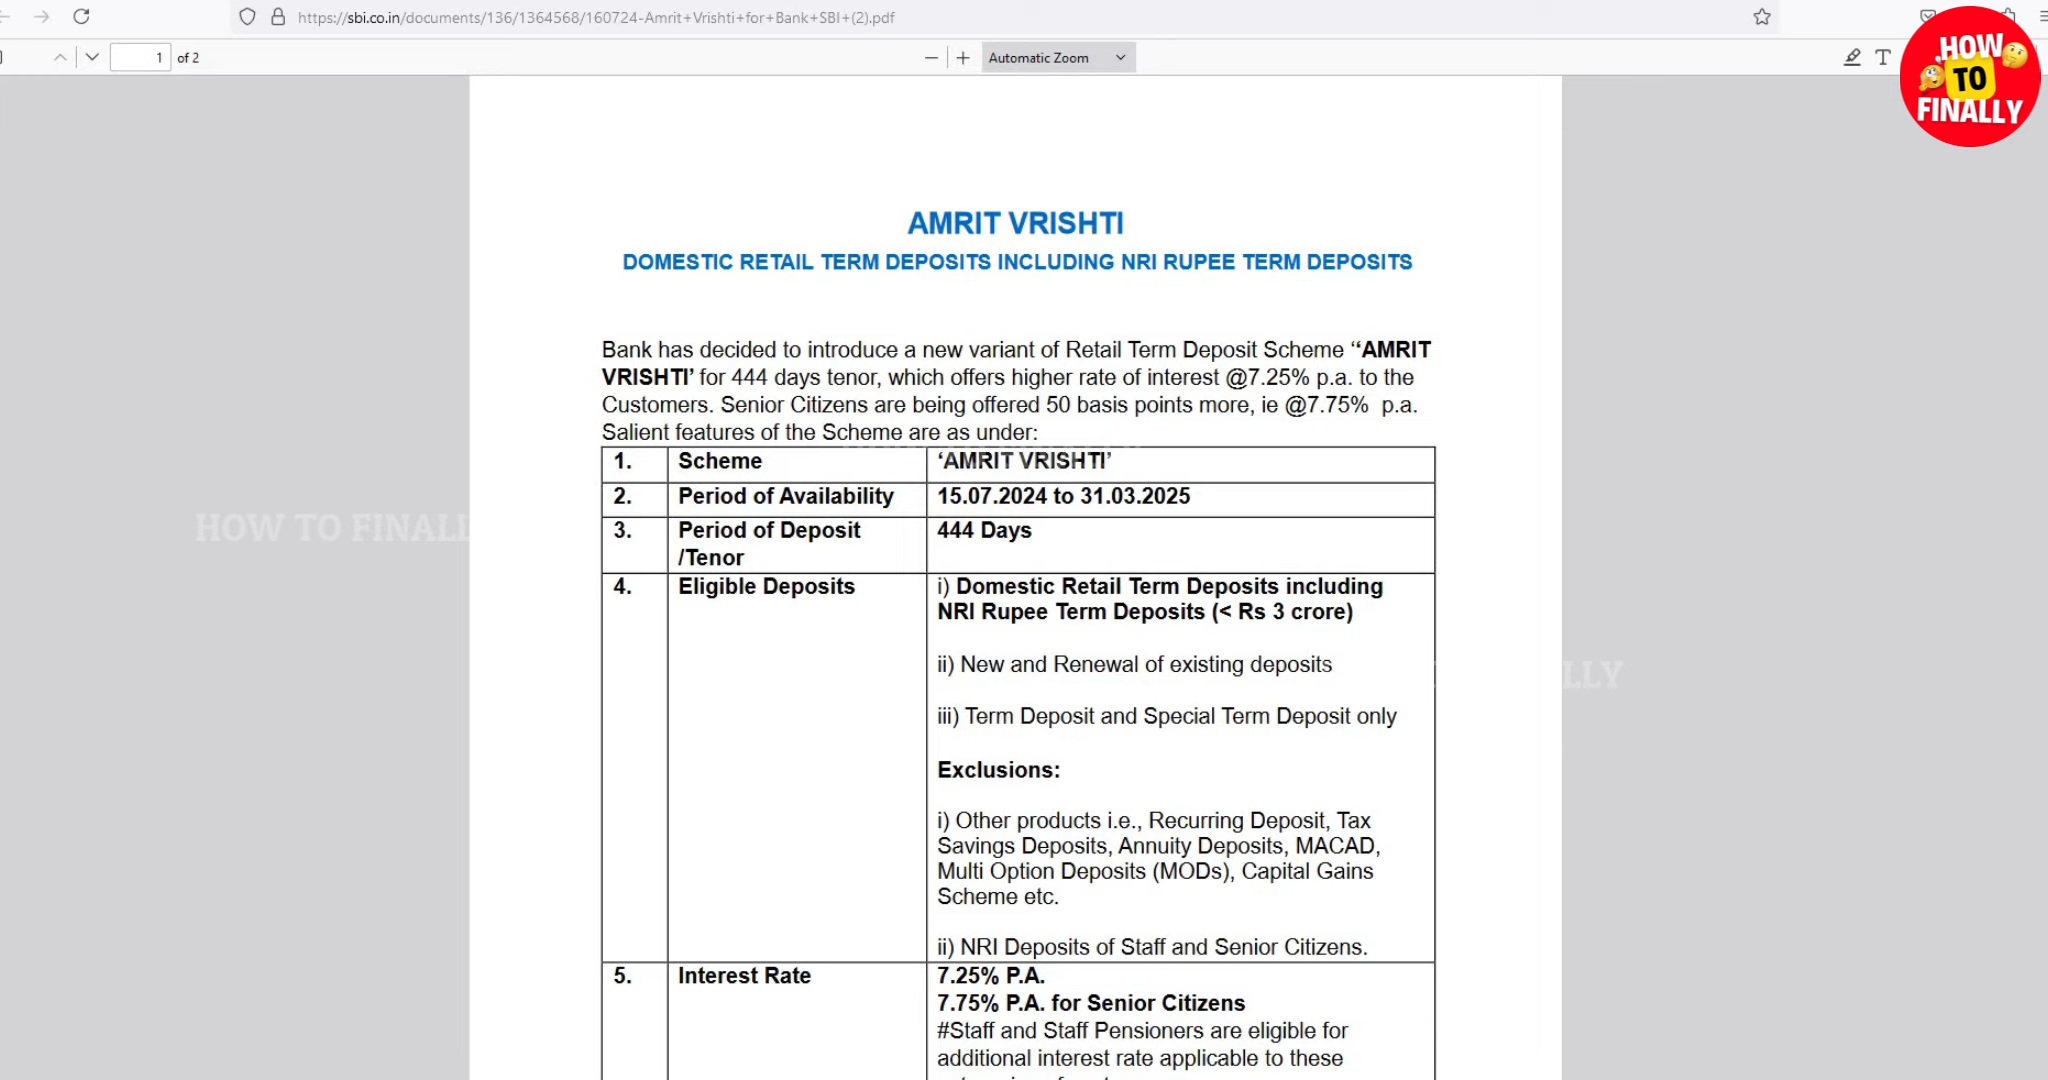 https://sbi.co.in/documents/136/1364568/160724-Amrit+Vrishti+for+Bank+SBI+(2).pdf
1 of 2
Automatic Zoom
HOW
TO
FINALLY
AMRIT VRISHTI
DOMESTIC RETAIL TERM DEPOSITS INCLUDING NRI RUPEE TERM DEPOSITS
Bank has decided to introduce a new variant of Retail Term Deposit Scheme ‘‘AMRIT
VRISHTI’ for 444 days tenor, which offers higher rate of interest @7.25% p.a. to the
Customers. Senior Citizens are being offered 50 basis points more, ie @7.75% p.a.
Salient features of the Scheme are as under:
1. Scheme ‘AMRIT VRISHTI’
2. Period of Availability 15.07.2024 to 31.03.2025
3. Period of Deposit 444 Days
/Tenor
4. Eligible Deposits i) Domestic Retail Term Deposits including
NRI Rupee Term Deposits (< Rs 3 crore)
ii) New and Renewal of existing deposits
iii) Term Deposit and Special Term Deposit only
Exclusions:
i) Other products i.e., Recurring Deposit, Tax
Savings Deposits, Annuity Deposits, MACAD,
Multi Option Deposits (MODs), Capital Gains
Scheme etc.
ii) NRI Deposits of Staff and Senior Citizens.
5. Interest Rate 7.25% P.A.
7.75% P.A. for Senior Citizens
#Staff and Staff Pensioners are eligible for
additional interest rate applicable to these
HOW TO FINALL
LLY